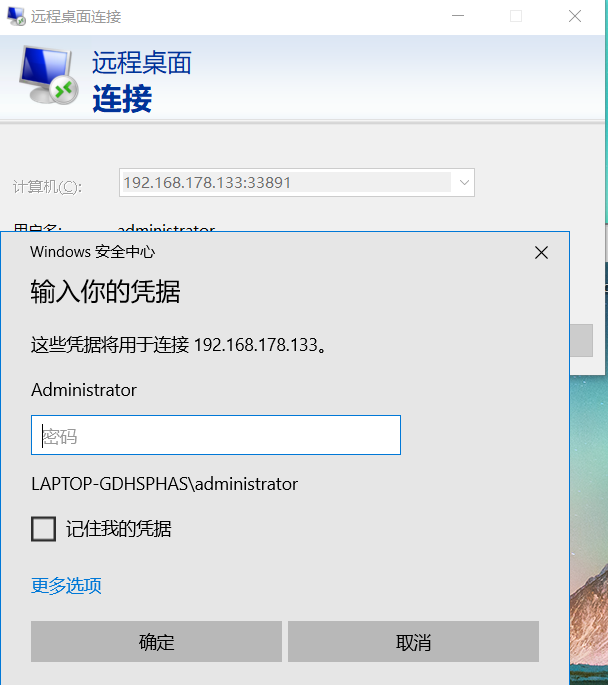 远程桌面连接
远程桌面
连接
计算机(C):
192.168.178.133:33891
用户名:
administrator
Windows 安全中心
输入你的凭据
这些凭据将用于连接 192.168.178.133。
Administrator
密码
LAPTOP-GDHSPHAS\administrator
记住我的凭据
更多选项
确定
取消